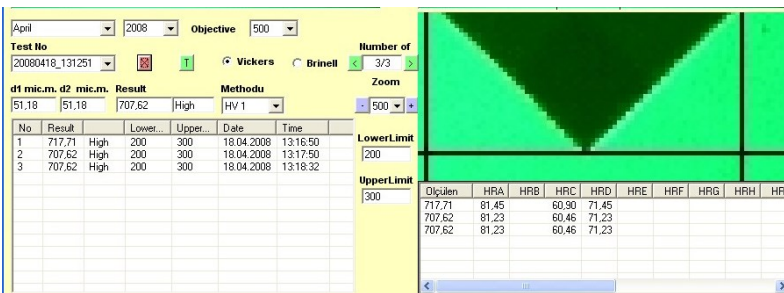 April 2008 Objective 500
Test No Number of
20080418_131251 T Vickers Brinell < 3/3 >
d1 mic.m. d2 mic.m. Result Methodu Zoom
51,18 51,18 707,62 High HV 1 - 500 +
No Result Lower... Upper... Date Time
1 717,71 High 200 300 18.04.2008 13:16:50
2 707,62 High 200 300 18.04.2008 13:17:50
3 707,62 High 200 300 18.04.2008 13:18:32
LowerLimit
200
UpperLimit
300
Olçülen HRA HRB HRC HRD HRE HRF HRG HRH HR
717,71 81,45 60,90 71,45
707,62 81,23 60,46 71,23
707,62 81,23 60,46 71,23